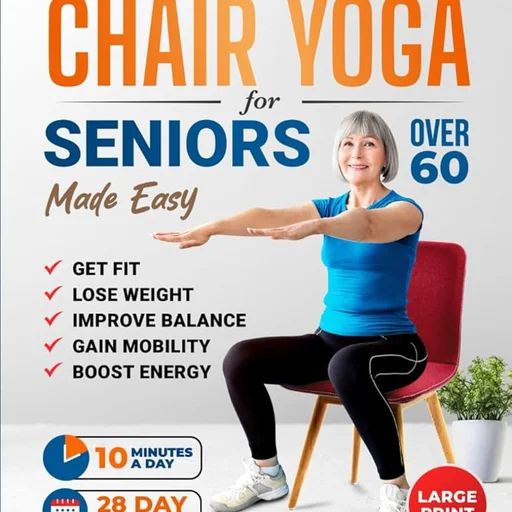 CHAIR YOGA
for
SENIORS
OVER
60
Made Easy
GET FIT
LOSE WEIGHT
IMPROVE BALANCE
GAIN MOBILITY
BOOST ENERGY
10 MINUTES
A DAY
28 DAY
LARGE
PRINT